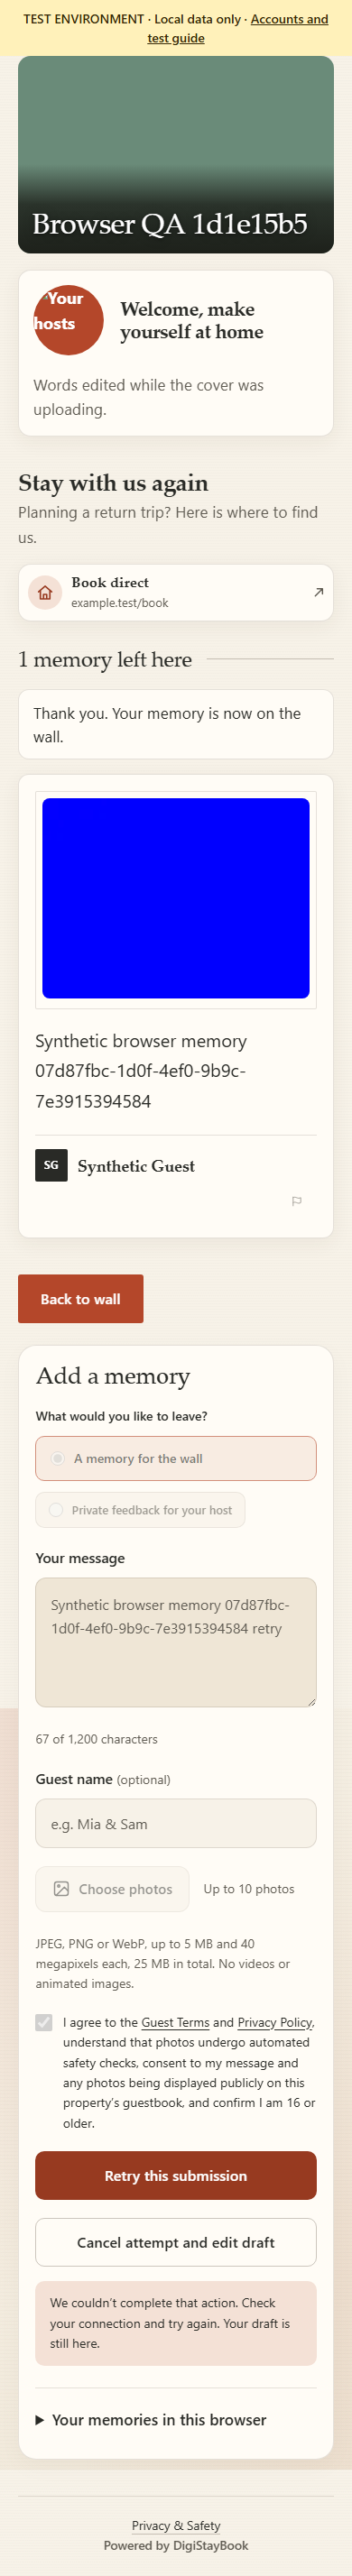 TEST ENVIRONMENT · Local data only · Accounts and
test guide
Browser QA 1d1e15b5
Your
hosts
Welcome, make
yourself at home
Words edited while the cover was
uploading.
Stay with us again
Planning a return trip? Here is where to find
us.
Book direct
example.test/book
1 memory left here
Thank you. Your memory is now on the
wall.
Synthetic browser memory
07d87fbc-1d0f-4ef0-9b9c-
7e3915394584
SG
Synthetic Guest
Back to wall
Add a memory
What would you like to leave?
A memory for the wall
Private feedback for your host
Your message
Synthetic browser memory 07d87fbc-
1d0f-4ef0-9b9c-7e3915394584 retry
67 of 1,200 characters
Guest name (optional)
e.g. Mia & Sam
Choose photos
Up to 10 photos
JPEG, PNG or WebP, up to 5 MB and 40
megapixels each, 25 MB in total. No videos or
animated images.
I agree to the Guest Terms and Privacy Policy,
understand that photos undergo automated
safety checks, consent to my message and
any photos being displayed publicly on this
property's guestbook, and confirm I am 16 or
older.
Retry this submission
Cancel attempt and edit draft
We couldn't complete that action. Check
your connection and try again. Your draft is
still here.
Your memories in this browser
Privacy & Safety
Powered by DigiStayBook